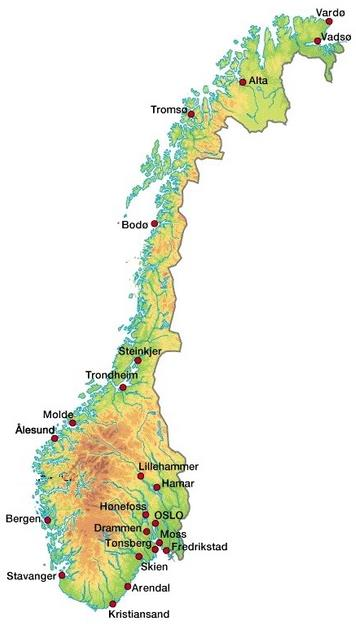 Vardø
Vadsø
Alta
Tromsø
Bodø
Steinkjer
Trondheim
Molde
Ålesund
Lillehammer
Hamar
Hønefoss
OSLO
Bergen
Drammen
Moss
Tønsberg
Fredrikstad
Skien
Stavanger
Arendal
Kristiansand